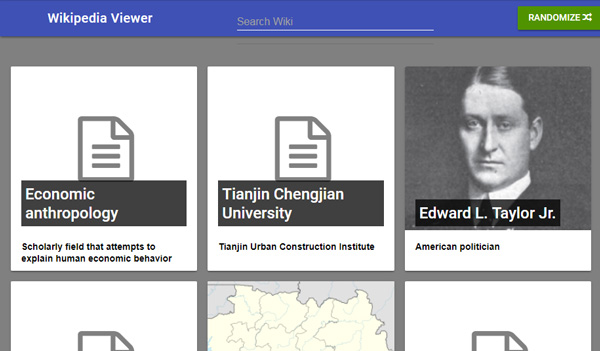 Wikipedia Viewer
Search Wiki
RANDOMIZE
Economic
anthropology
Scholarly field that attempts to
explain human economic behavior
Tianjin Chengjian
University
Tianjin Urban Construction Institute
Edward L. Taylor Jr.
American politician